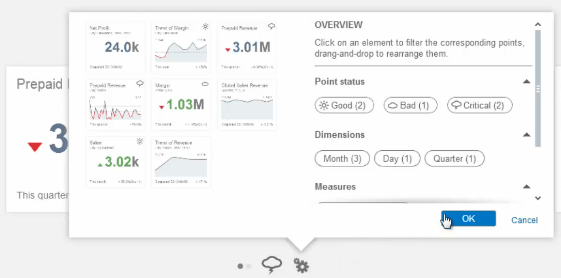 Net Profit
24.0k
Trend of Margin
Prepaid Revenue
3.01M
Prepaid Revenue
Margin
1.03M
Global Sales Revenue
Sales
3.02k
Trend of Revenue
OVERVIEW
Click on an element to filter the corresponding points,
drang-and-drop to rearrange them.
Point status
Good (2)
Bad (1)
Critical (2)
Dimensions
Month (3)
Day (1)
Quarter (1)
Measures
OK
Cancel
Prepaid
3
This quarter